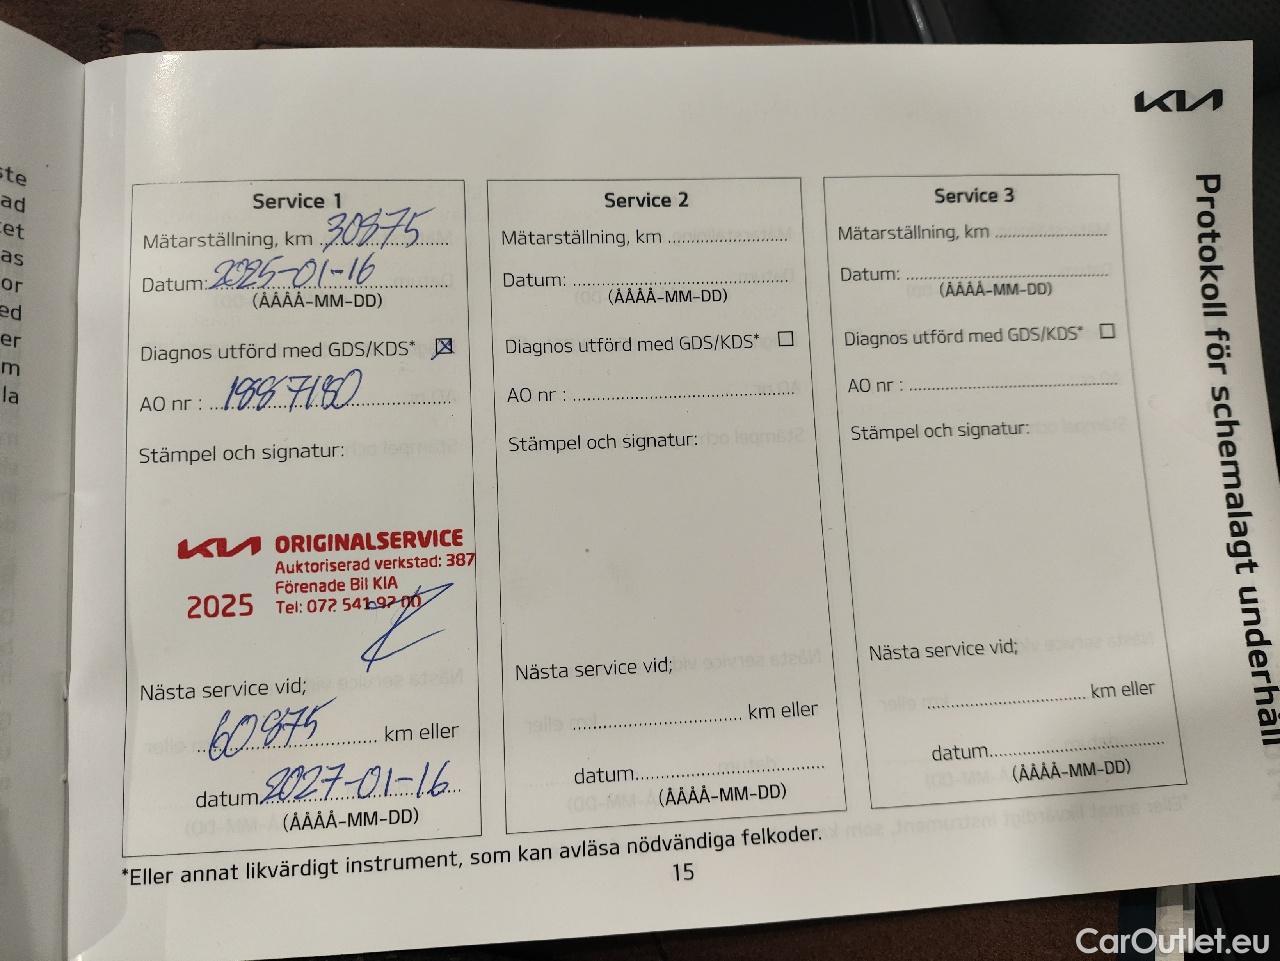 KIA
Protokoll för schemalagt underhåll
Service 1
Mätarställning, km 30875
Datum: 2025-01-16
(ÅÅÅÅ-MM-DD)
Diagnos utförd med GDS/KDS*
AO nr : 1887180
Stämpel och signatur:
KIA ORIGINALSERVICE
Auktoriserad verkstad: 387
Förenade Bil KIA
2025 Tel: 072 541 92 00
Nästa service vid;
60875 km eller
datum 2027-01-16
(ÅÅÅÅ-MM-DD)
Service 2
Mätarställning, km
Datum:
(ÅÅÅÅ-MM-DD)
Diagnos utförd med GDS/KDS*
AO nr :
Stämpel och signatur:
Nästa service vid;
km eller
datum
(ÅÅÅÅ-MM-DD)
Service 3
Mätarställning, km
Datum:
(ÅÅÅÅ-MM-DD)
Diagnos utförd med GDS/KDS*
AO nr :
Stämpel och signatur:
Nästa service vid;
km eller
datum
(ÅÅÅÅ-MM-DD)
*Eller annat likvärdigt instrument, som kan avläsa nödvändiga felkoder.
15
CarOutlet.eu